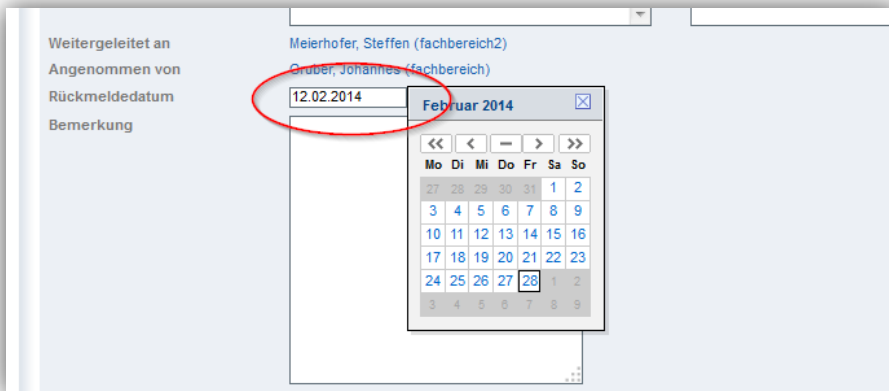 Weitergeleitet an Meierhofer, Steffen (fachbereich2)
Angenommen von Gruber, Johannes (fachbereich)
Rückmeldedatum 12.02.2014
Bemerkung
Februar 2014
<< < – > >>
Mo Di Mi Do Fr Sa So
27 28 29 30 31 1 2
3 4 5 6 7 8 9
10 11 12 13 14 15 16
17 18 19 20 21 22 23
24 25 26 27 28 1 2
3 4 5 6 7 8 9